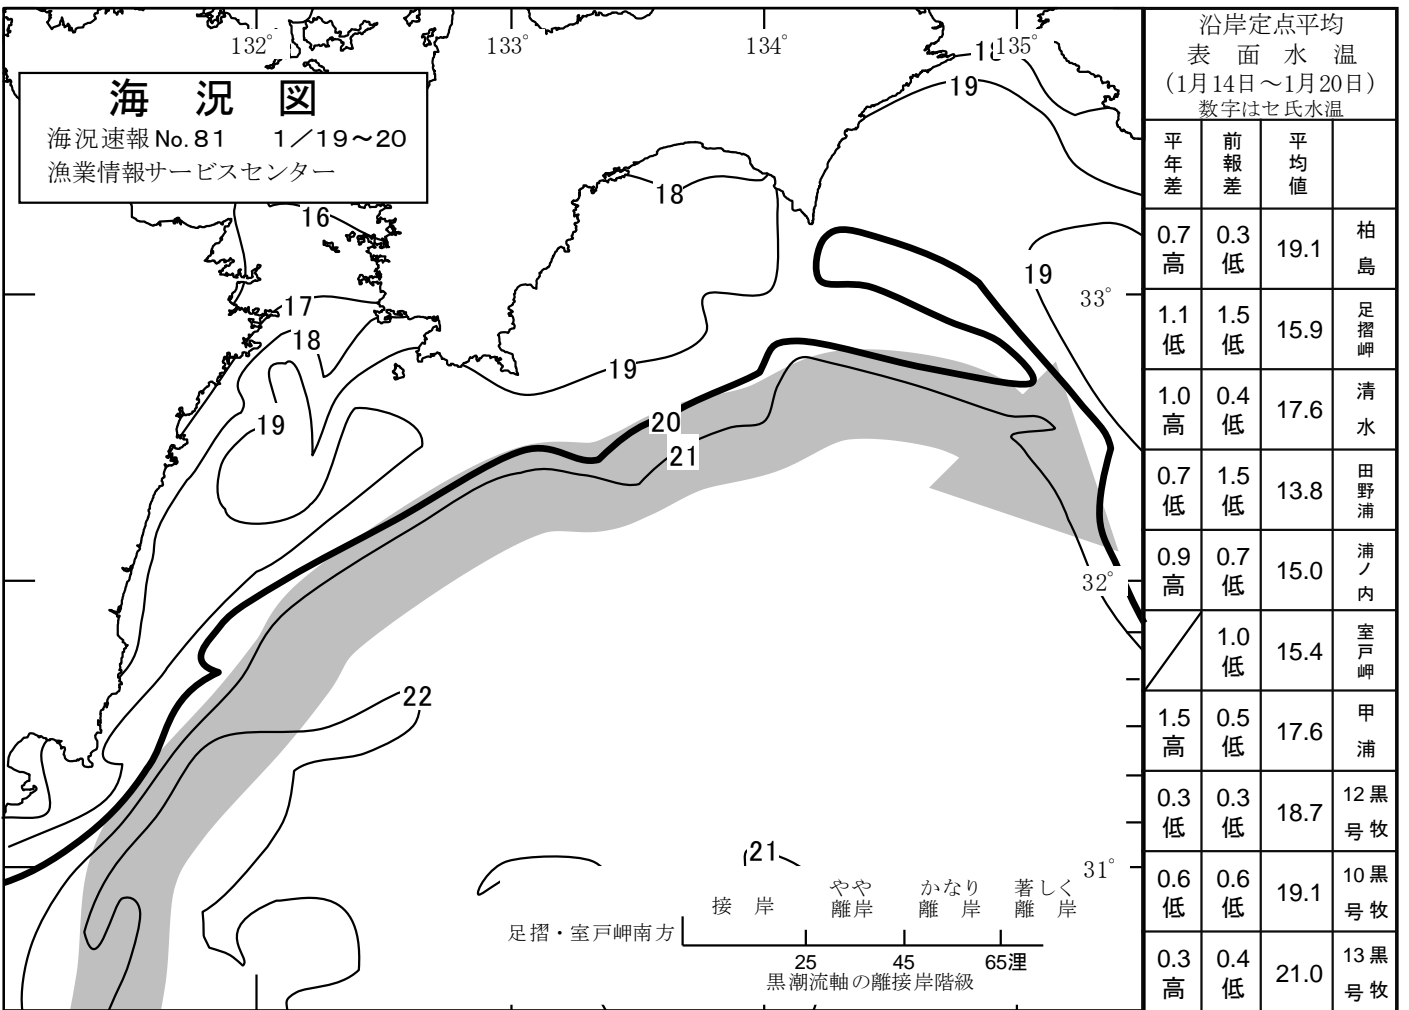 海 況 図
海況速報No.81 1／19～20
漁業情報サービスセンター
132°
133°
134°
135°
18
19
18
16
19
33°
17
18
19
19
20
21
32°
22
21
31°
接 岸
やや
離岸
かなり
離 岸
著しく
離 岸
足摺・室戸岬南方
25 45 65浬
黒潮流軸の離接岸階級
沿岸定点平均
表 面 水 温
（1月14日～1月20日）
数字はセ氏水温
平年差 前報差 平均値
0.7高 0.3低 19.1 柏島
1.1低 1.5低 15.9 足摺岬
1.0高 0.4低 17.6 清水
0.7低 1.5低 13.8 田野浦
0.9高 0.7低 15.0 浦ノ内
1.0低 15.4 室戸岬
1.5高 0.5低 17.6 甲浦
0.3低 0.3低 18.7 黒牧12号
0.6低 0.6低 19.1 黒牧10号
0.3高 0.4低 21.0 黒牧13号